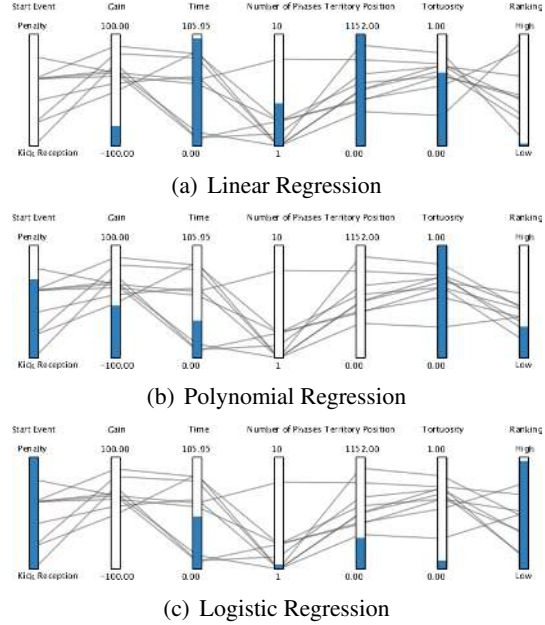 Start Event Gain Time Number of Phases Territory Position Tortuosity Ranking
Penalty 100.00 105.95 10 1152.00 1.00 High
Kick Reception -100.00 0.00 1 0.00 0.00 Low
(a) Linear Regression
Start Event Gain Time Number of Phases Territory Position Tortuosity Ranking
Penalty 100.00 105.95 10 1152.00 1.00 High
Kick Reception -100.00 0.00 1 0.00 0.00 Low
(b) Polynomial Regression
Start Event Gain Time Number of Phases Territory Position Tortuosity Ranking
Penalty 100.00 105.95 10 1152.00 1.00 High
Kick Reception -100.00 0.00 1 0.00 0.00 Low
(c) Logistic Regression